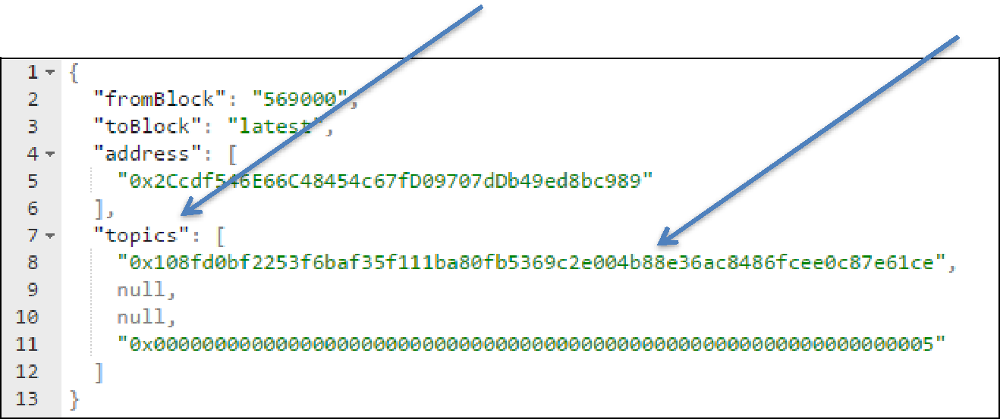 1 {
2 "fromBlock": "569000",
3 "toBlock": "latest",
4 "address": [
5 "0x2Ccdf546E66C48454c67fD09707dDb49ed8bc989"
6 ],
7 "topics": [
8 "0x108fd0bf2253f6baf35f111ba80fb5369c2e004b88e36ac8486fcee0c87e61ce",
9 null,
10 null,
11 "0x0000000000000000000000000000000000000000000000000000000000000005"
12 ]
13 }